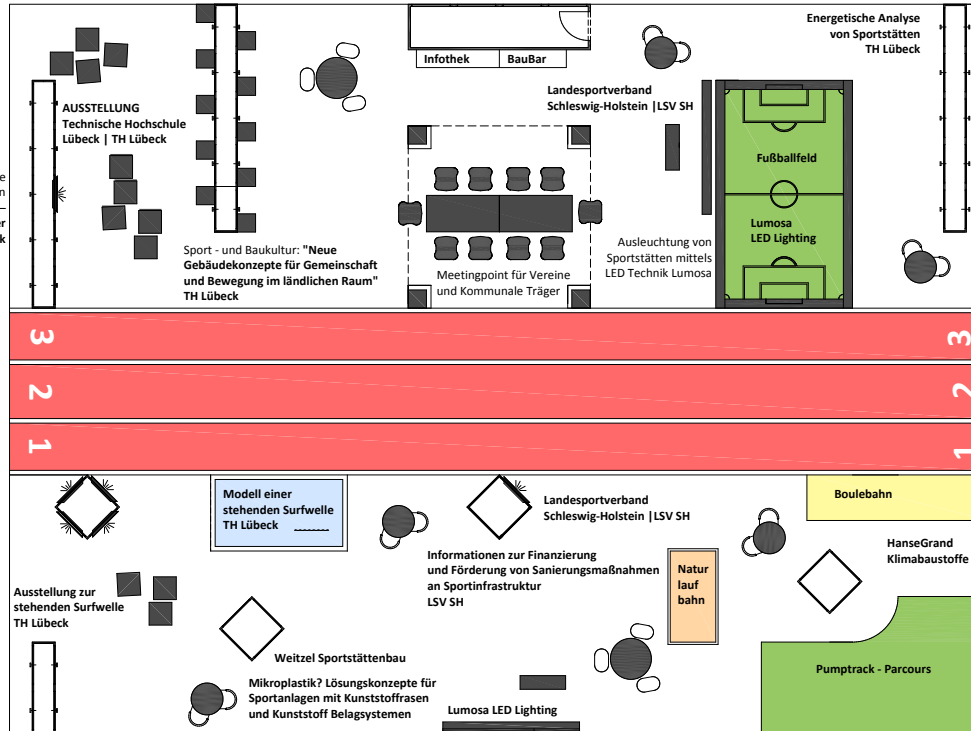 Infothek
BauBar
Energetische Analyse
von Sportstätten
TH Lübeck
AUSSTELLUNG
Technische Hochschule
Lübeck | TH Lübeck
Landesportverband
Schleswig-Holstein |LSV SH
Fußballfeld
Lumosa
LED Lighting
e
n
er
k
Sport - und Baukultur: "Neue
Gebäudekonzepte für Gemeinschaft
und Bewegung im ländlichen Raum"
TH Lübeck
Meetingpoint für Vereine
und Kommunale Träger
Ausleuchtung von
Sportstätten mittels
LED Technik Lumosa
3
3
2
2
1
1
Modell einer
stehenden Surfwelle
TH Lübeck
Landesportverband
Schleswig-Holstein |LSV SH
Boulebahn
HanseGrand
Klimabaustoffe
Informationen zur Finanzierung
und Förderung von Sanierungsmaßnahmen
an Sportinfrastruktur
LSV SH
Natur
lauf
bahn
Ausstellung zur
stehenden Surfwelle
TH Lübeck
Weitzel Sportstättenbau
Mikroplastik? Lösungskonzepte für
Sportanlagen mit Kunststoffrasen
und Kunststoff Belagsystemen
Lumosa LED Lighting
Pumptrack - Parcours